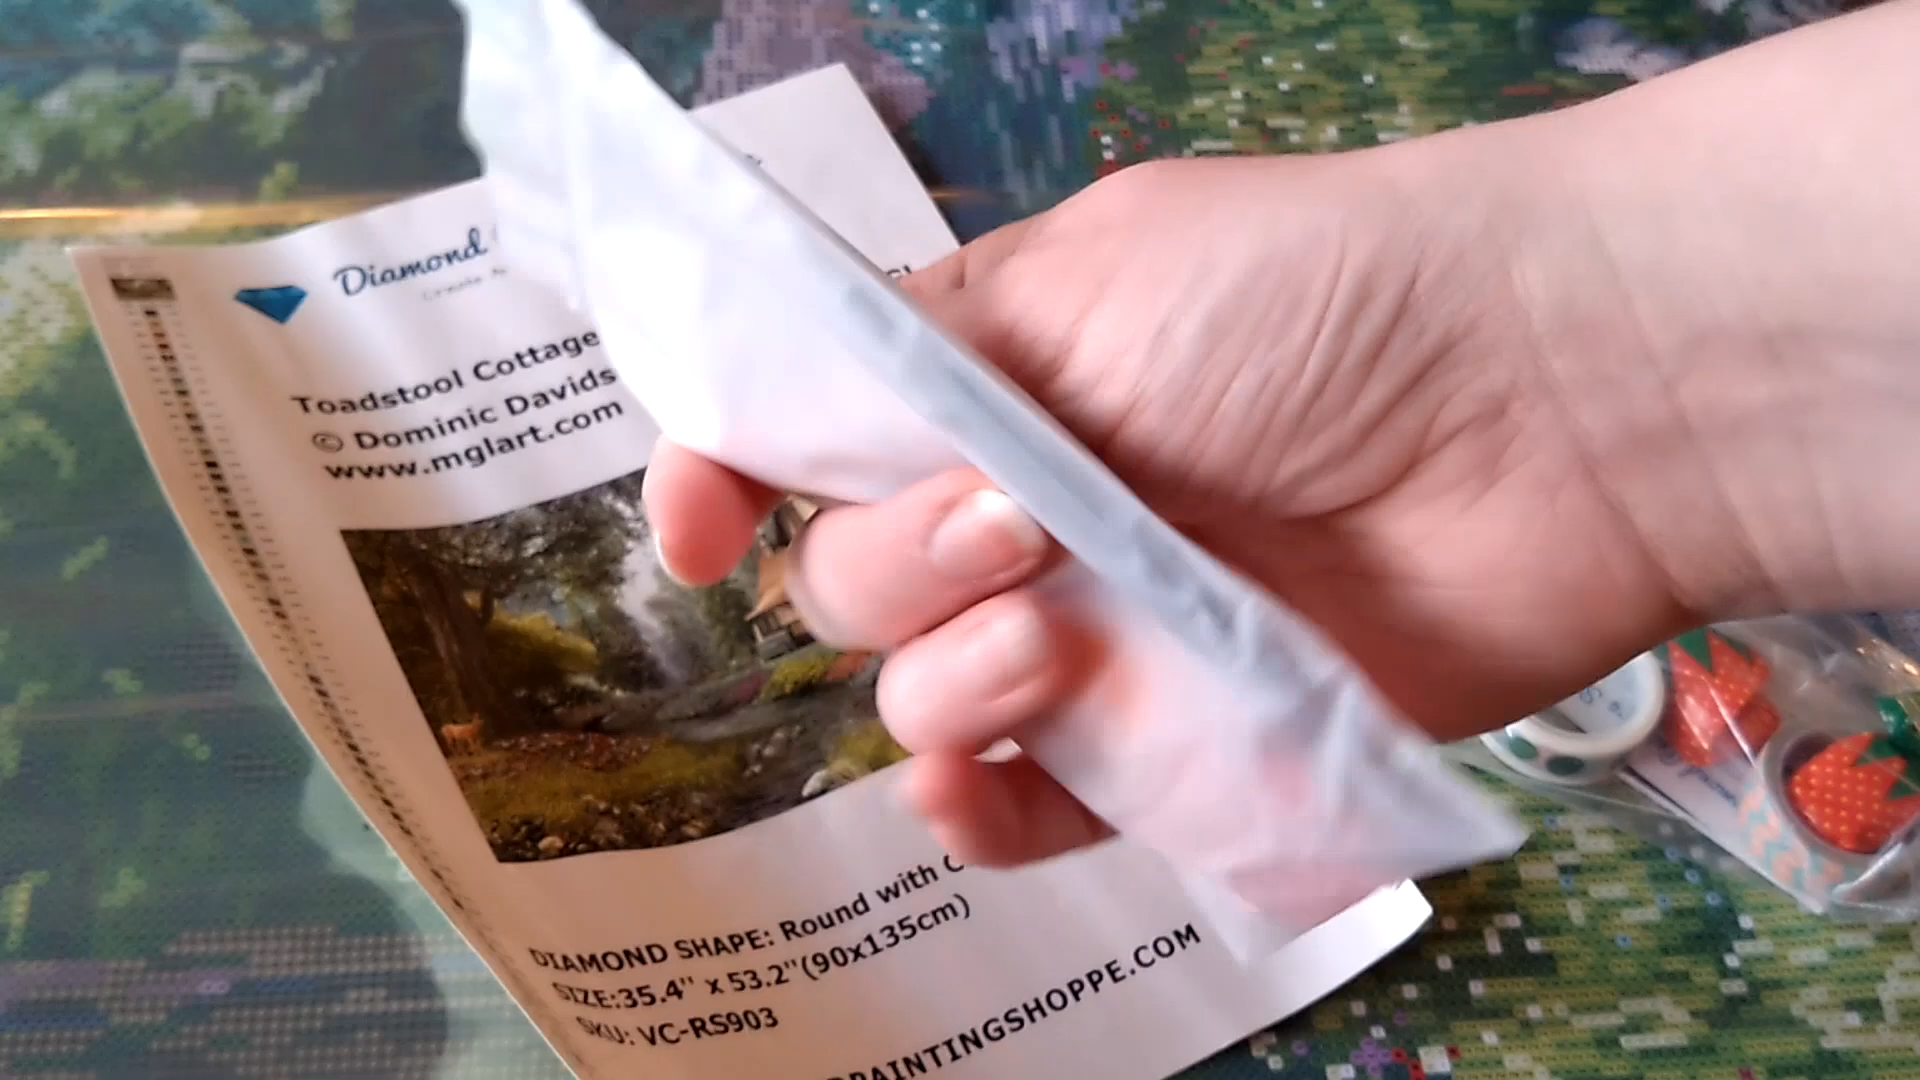 Diamond
Toadstool Cottage
© Dominic Davids
www.mglart.com
DIAMOND SHAPE: Round with C
SIZE:35.4" x 53.2"(90x135cm)
SKU: VC-RS903
PAINTINGSHOPPE.COM